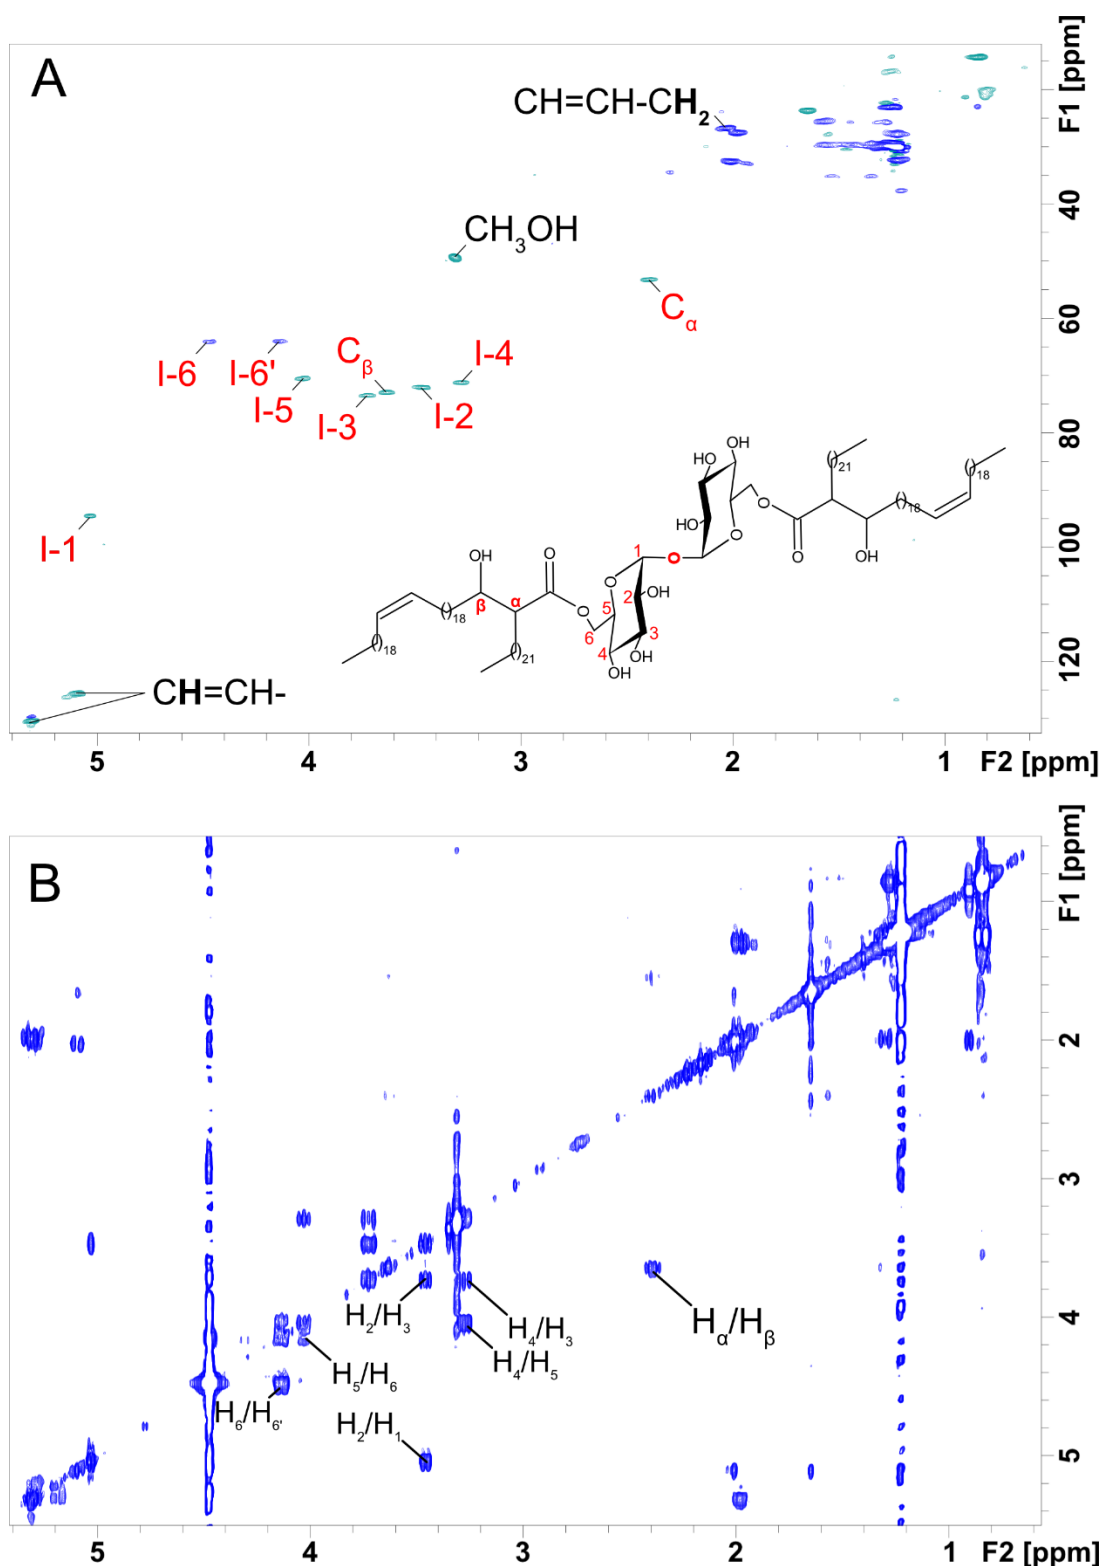 A
CH=CH-CH₂
CH₃OH
Cα
I-6
I-6'
I-5
I-3
Cβ
I-2
I-4
I-1
CH=CH-
OH
HO
OH
HO
( )21
( )18
( )18
O
O
O
OH
1
O
O
2
OH
3
OH
4
OH
5
6
O
O
OH
β
α
( )18
( )18
( )21
F1 [ppm]
40
60
80
100
120
5
4
3
2
1
F2 [ppm]
B
H₂/H₃
H₄/H₃
H₄/H₅
H₅/H₆
H₆/H₆'
H₂/H₁
Hα/Hβ
F1 [ppm]
2
3
4
5
5
4
3
2
1
F2 [ppm]